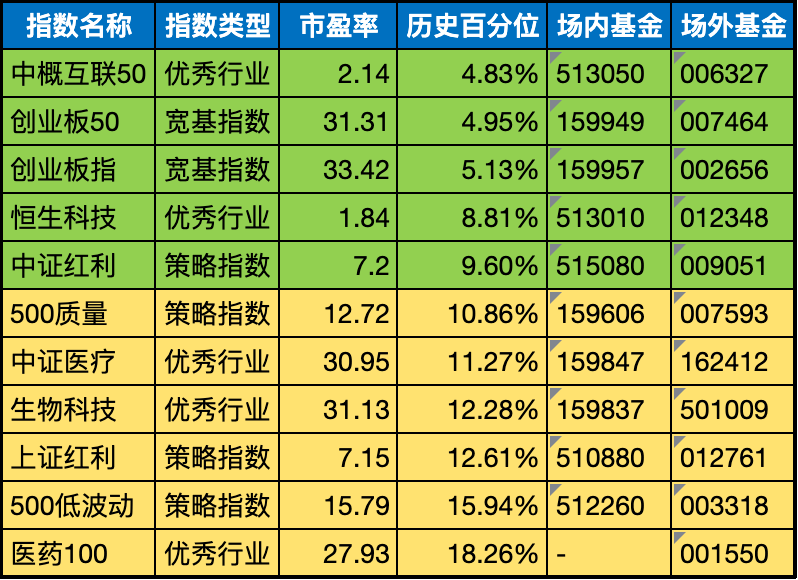 指数名称 指数类型 市盈率 历史百分位 场内基金 场外基金
中概互联50 优秀行业 2.14 4.83% 513050 006327
创业板50 宽基指数 31.31 4.95% 159949 007464
创业板指 宽基指数 33.42 5.13% 159957 002656
恒生科技 优秀行业 1.84 8.81% 513010 012348
中证红利 策略指数 7.2 9.60% 515080 009051
500质量 策略指数 12.72 10.86% 159606 007593
中证医疗 优秀行业 30.95 11.27% 159847 162412
生物科技 优秀行业 31.13 12.28% 159837 501009
上证红利 策略指数 7.15 12.61% 510880 012761
500低波动 策略指数 15.79 15.94% 512260 003318
医药100 优秀行业 27.93 18.26% - 001550